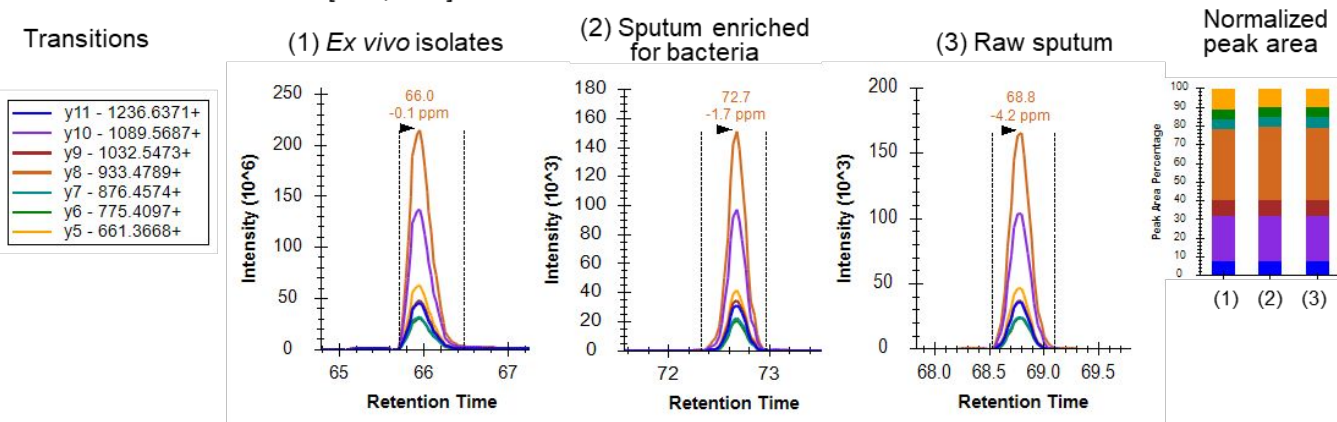 Transitions
(1) Ex vivo isolates
(2) Sputum enriched
for bacteria
(3) Raw sputum
Normalized
peak area
y11 - 1236.6371+
y10 - 1089.5687+
y9 - 1032.5473+
y8 - 933.4789+
y7 - 876.4574+
y6 - 775.4097+
y5 - 661.3668+
Intensity (10^6)
250
200
150
100
50
0
66.0
-0.1 ppm
65 66 67
Retention Time
Intensity (10^3)
180
160
140
120
100
80
60
40
20
0
72.7
-1.7 ppm
72 73
Retention Time
Intensity (10^3)
200
150
100
50
0
68.8
-4.2 ppm
68.0 68.5 69.0 69.5
Retention Time
Peak Area Percentage
100
90
80
70
60
50
40
30
20
10
0
(1) (2) (3)